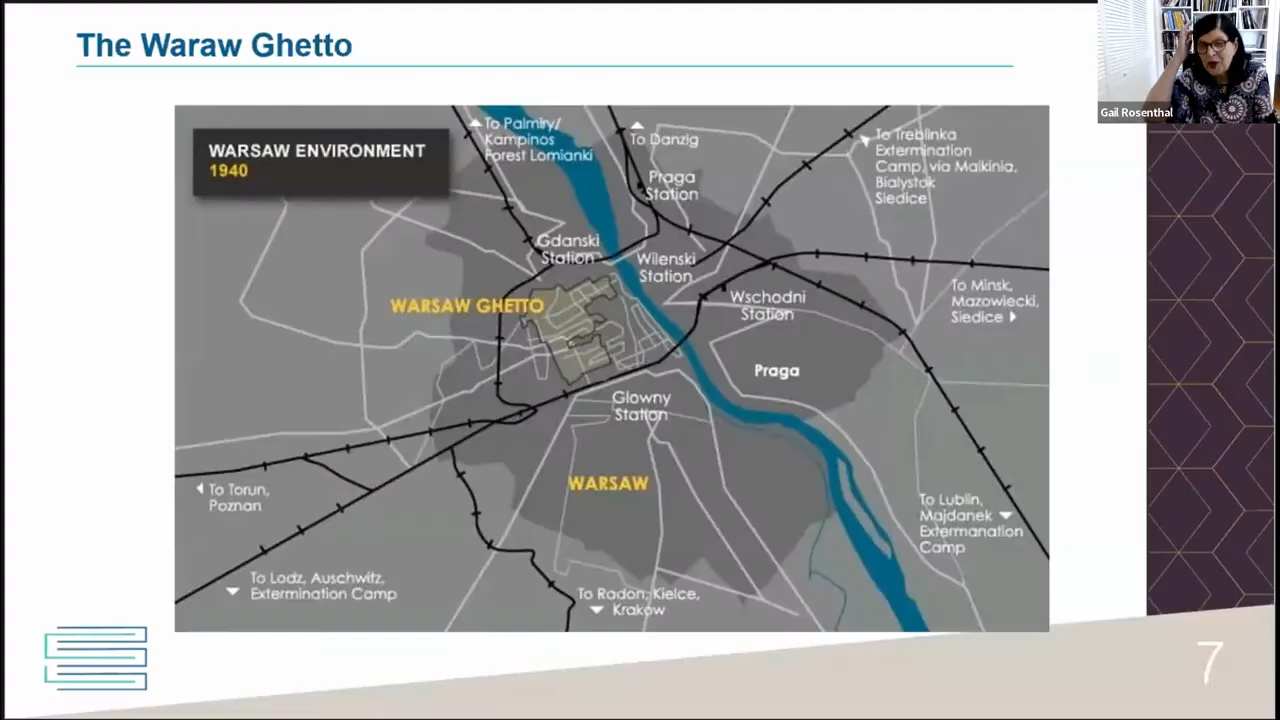 The Waraw Ghetto
Gail Rosenthal
WARSAW ENVIRONMENT
1940
To Palmiry/
Kampinos
Forest Lomianki
To Danzig
To Treblinka
Extermination
Camp, via Malkinia,
Bialystok
Siedice
Praga
Station
Gdanski
Station
Wilenski
Station
WARSAW GHETTO
Wschodni
Station
To Minsk,
Mazowiecki,
Siedice
Praga
Glowny
Station
WARSAW
To Torun,
Poznan
To Lublin,
Majdanek
Extermanation
Camp
To Lodz, Auschwitz,
Extermination Camp
To Radon, Kielce,
Krakow
7